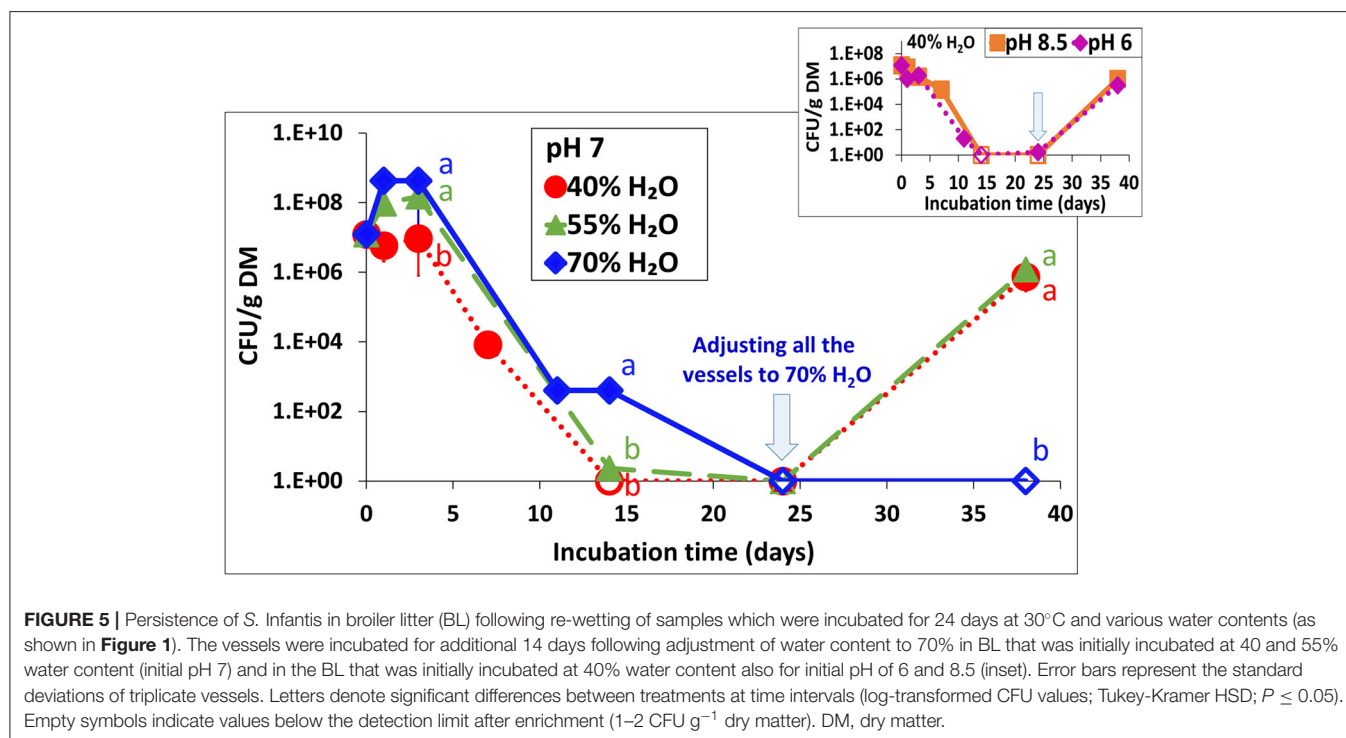 40% H₂O
pH 8.5
pH 6
CFU/g DM
1.E+08
1.E+06
1.E+04
1.E+02
1.E+00
0 5 10 15 20 25 30 35 40
Incubation time (days)
CFU/g DM
1.E+10
1.E+08
1.E+06
1.E+04
1.E+02
1.E+00
pH 7
40% H₂O
55% H₂O
70% H₂O
a
a
b
a
b
b
Adjusting all the
vessels to 70% H₂O
a
a
b
0 5 10 15 20 25 30 35 40
Incubation time (days)
FIGURE 5 | Persistence of S. Infantis in broiler litter (BL) following re-wetting of samples which were incubated for 24 days at 30°C and various water contents (as
shown in Figure 1). The vessels were incubated for additional 14 days following adjustment of water content to 70% in BL that was initially incubated at 40 and 55%
water content (initial pH 7) and in the BL that was initially incubated at 40% water content also for initial pH of 6 and 8.5 (inset). Error bars represent the standard
deviations of triplicate vessels. Letters denote significant differences between treatments at time intervals (log-transformed CFU values; Tukey-Kramer HSD; P ≤ 0.05).
Empty symbols indicate values below the detection limit after enrichment (1–2 CFU g⁻¹ dry matter). DM, dry matter.